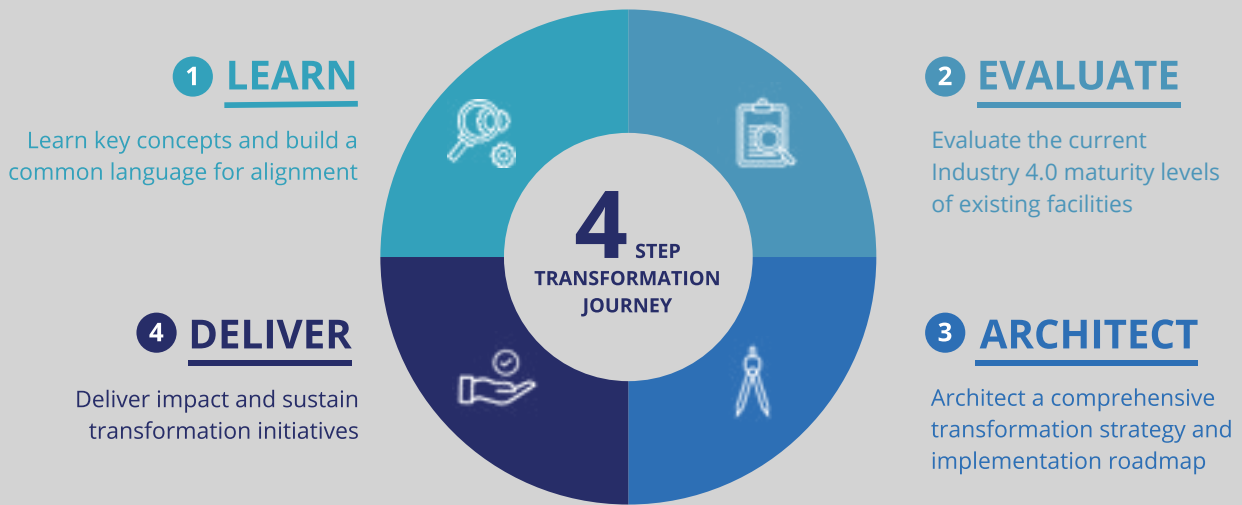 1 LEARN
Learn key concepts and build a
common language for alignment
2 EVALUATE
Evaluate the current
Industry 4.0 maturity levels
of existing facilities
4 STEP
TRANSFORMATION
JOURNEY
3 ARCHITECT
Architect a comprehensive
transformation strategy and
implementation roadmap
4 DELIVER
Deliver impact and sustain
transformation initiatives